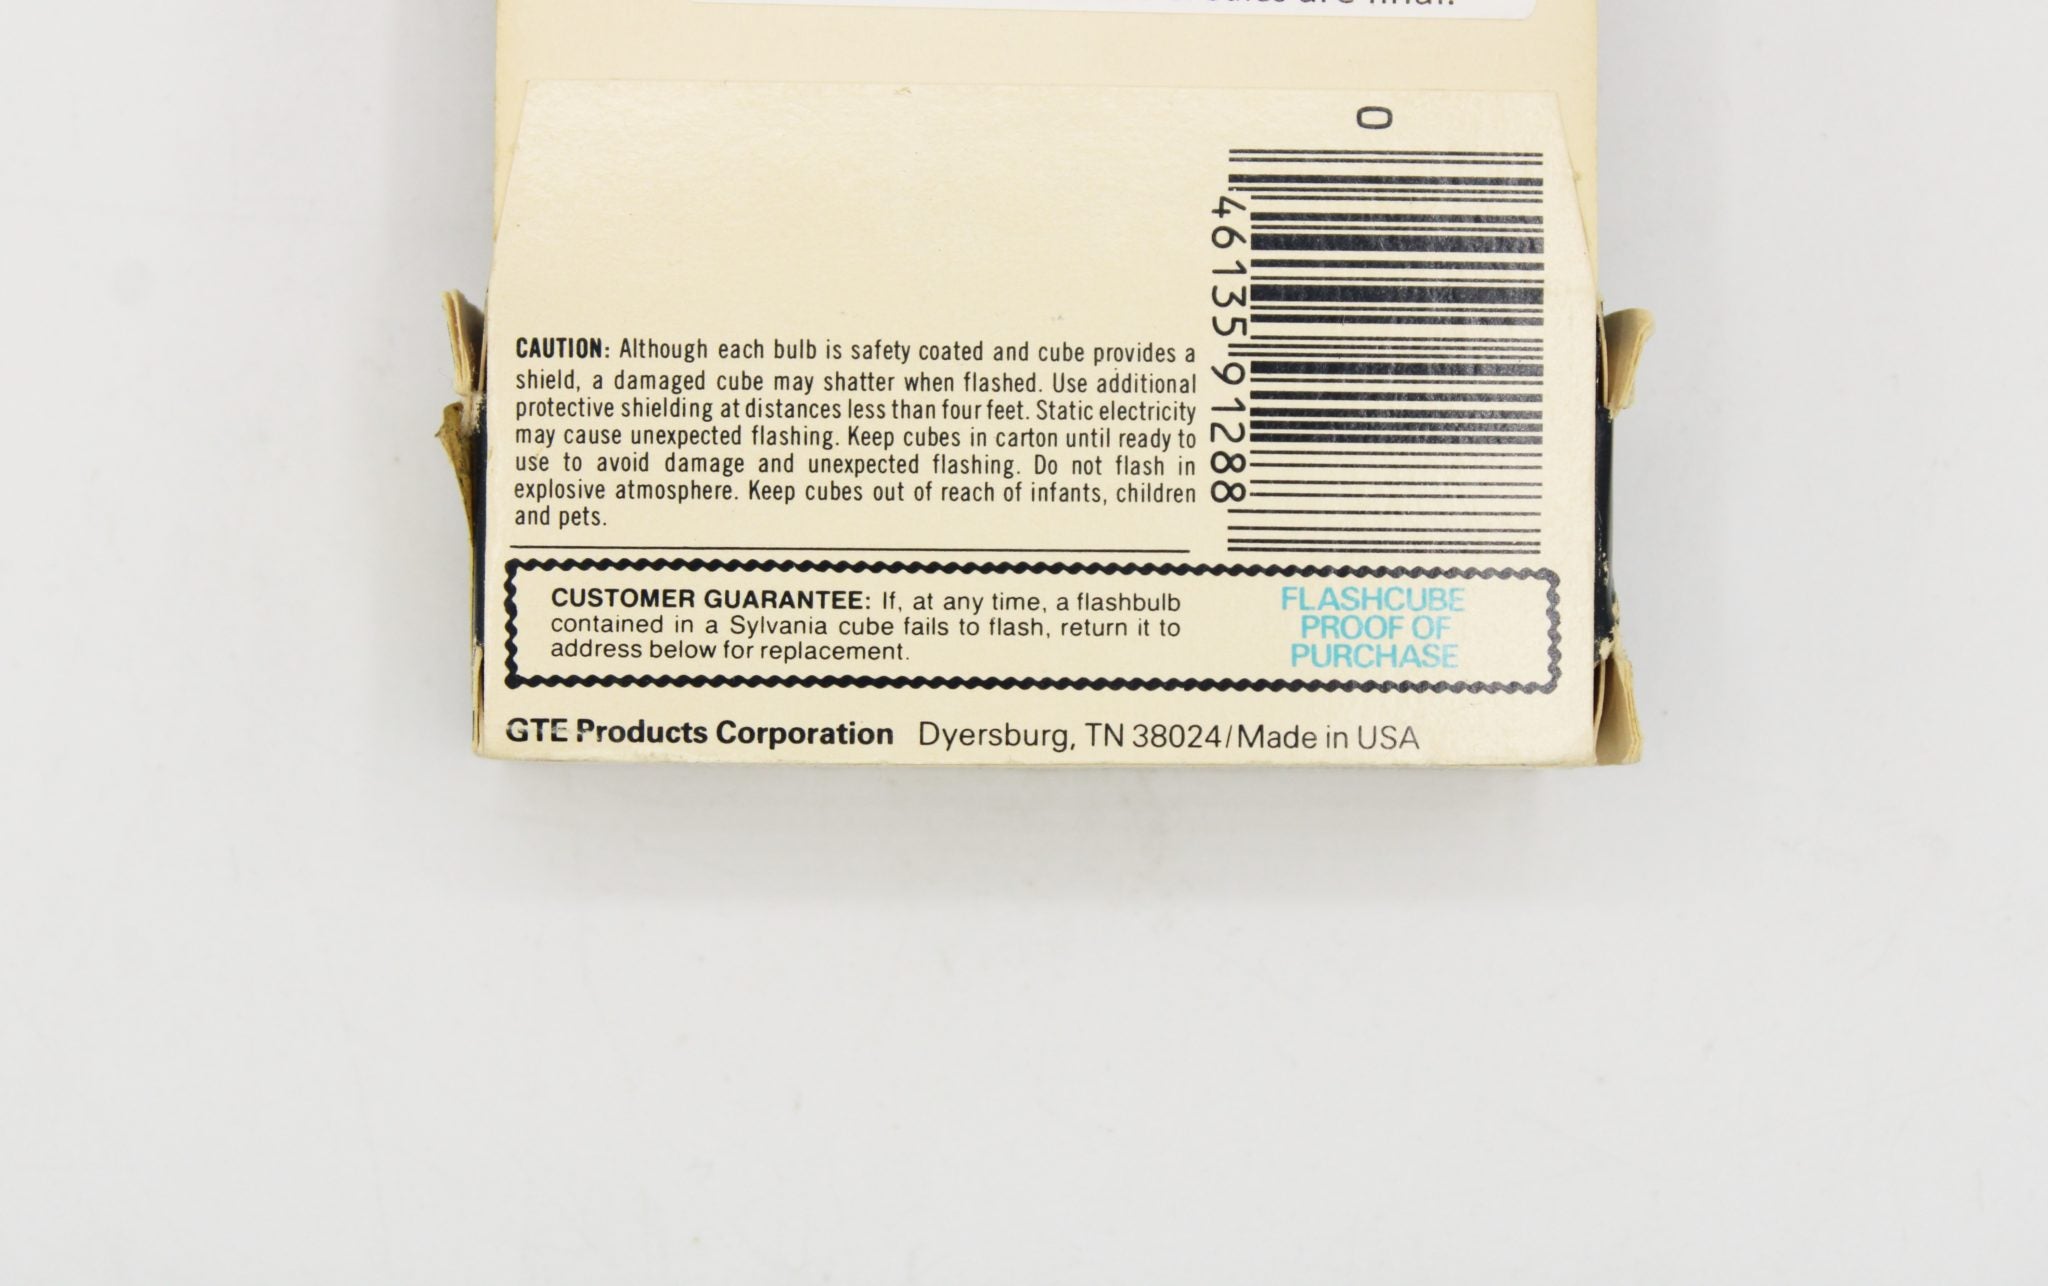 are final.
0
46135 91288
CAUTION: Although each bulb is safety coated and cube provides a
shield, a damaged cube may shatter when flashed. Use additional
protective shielding at distances less than four feet. Static electricity
may cause unexpected flashing. Keep cubes in carton until ready to
use to avoid damage and unexpected flashing. Do not flash in
explosive atmosphere. Keep cubes out of reach of infants, children
and pets.
CUSTOMER GUARANTEE: If, at any time, a flashbulb
contained in a Sylvania cube fails to flash, return it to
address below for replacement.
FLASHCUBE
PROOF OF
PURCHASE
GTE Products Corporation Dyersburg, TN 38024/Made in USA